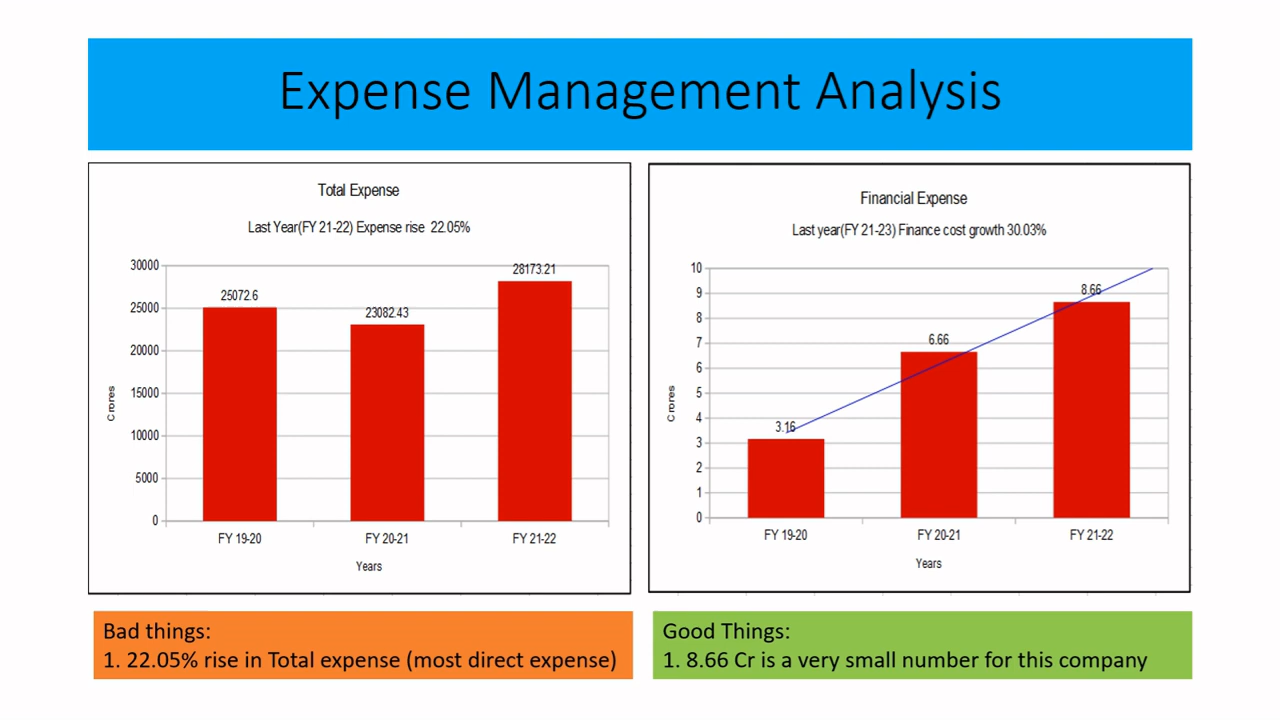 Expense Management Analysis
Total Expense
Last Year(FY 21-22) Expense rise 22.05%
30000
25000
20000
15000
10000
5000
0
Crores
25072.6
23082.43
28173.21
FY 19-20
FY 20-21
FY 21-22
Years
Financial Expense
Last year(FY 21-23) Finance cost growth 30.03%
10
9
8
7
6
5
4
3
2
1
0
Crores
3.16
6.66
8.66
FY 19-20
FY 20-21
FY 21-22
Years
Bad things:
1. 22.05% rise in Total expense (most direct expense)
Good Things:
1. 8.66 Cr is a very small number for this company